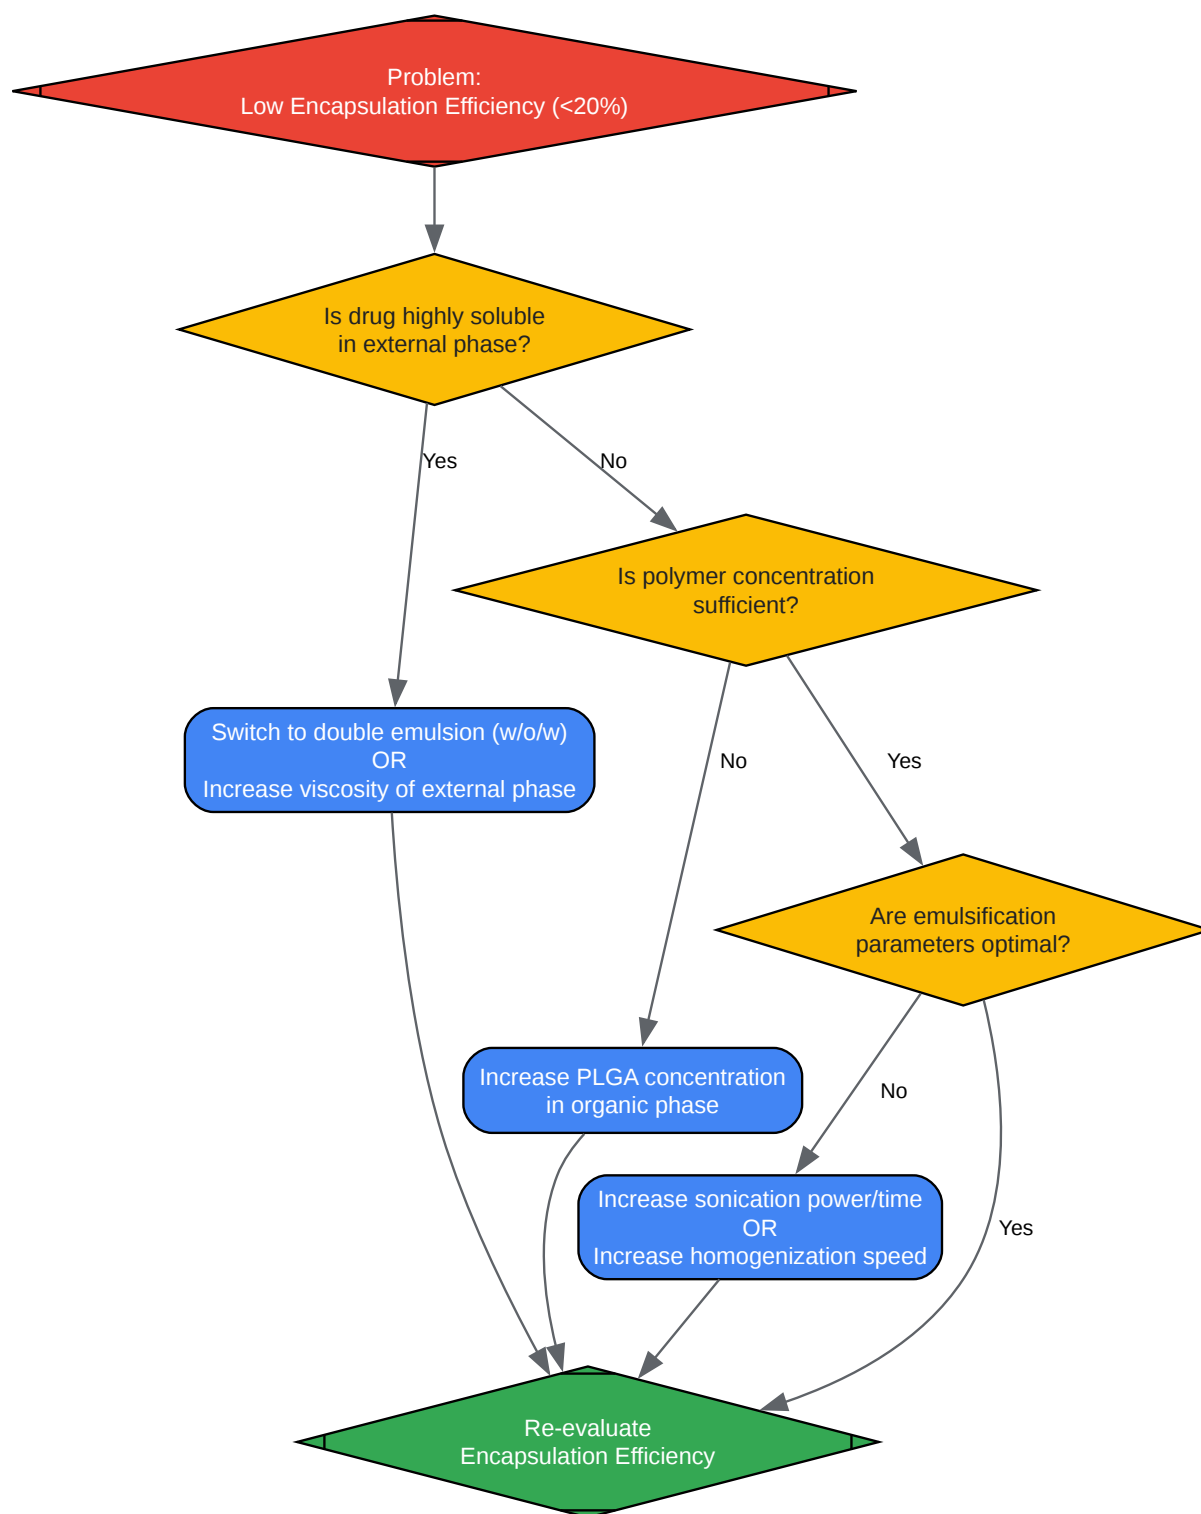 Problem:
Low Encapsulation Efficiency (<20%)
Is drug highly soluble
in external phase?
Yes
No
Is polymer concentration
sufficient?
Switch to double emulsion (w/o/w)
OR
Increase viscosity of external phase
No
Yes
Are emulsification
parameters optimal?
Increase PLGA concentration
in organic phase
No
Increase sonication power/time
OR
Increase homogenization speed
Yes
Re-evaluate
Encapsulation Efficiency